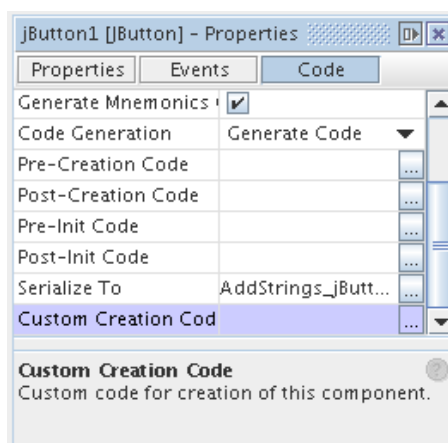 jButton1 [JButton] - Properties
Properties Events Code
Generate Mnemonics
Code Generation Generate Code
Pre-Creation Code ...
Post-Creation Code ...
Pre-Init Code ...
Post-Init Code ...
Serialize To AddStrings_jButt... ...
Custom Creation Cod ...
Custom Creation Code ?
Custom code for creation of this component.